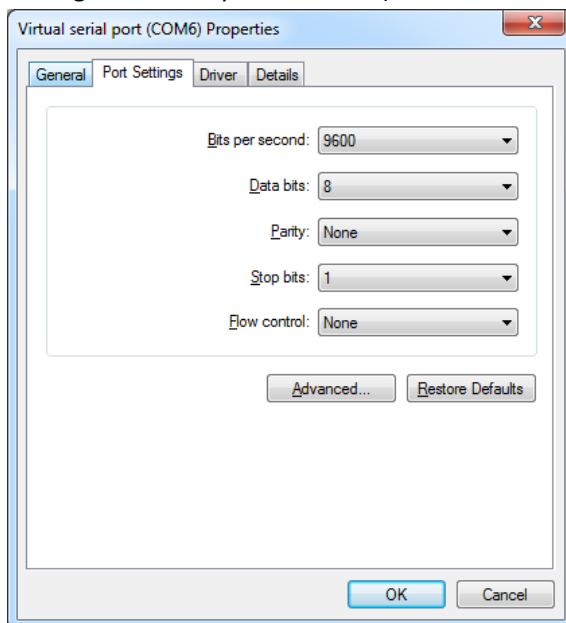 Virtual serial port (COM6) Properties
General Port Settings Driver Details
Bits per second: 9600
Data bits: 8
Parity: None
Stop bits: 1
Flow control: None
Advanced... Restore Defaults
OK Cancel